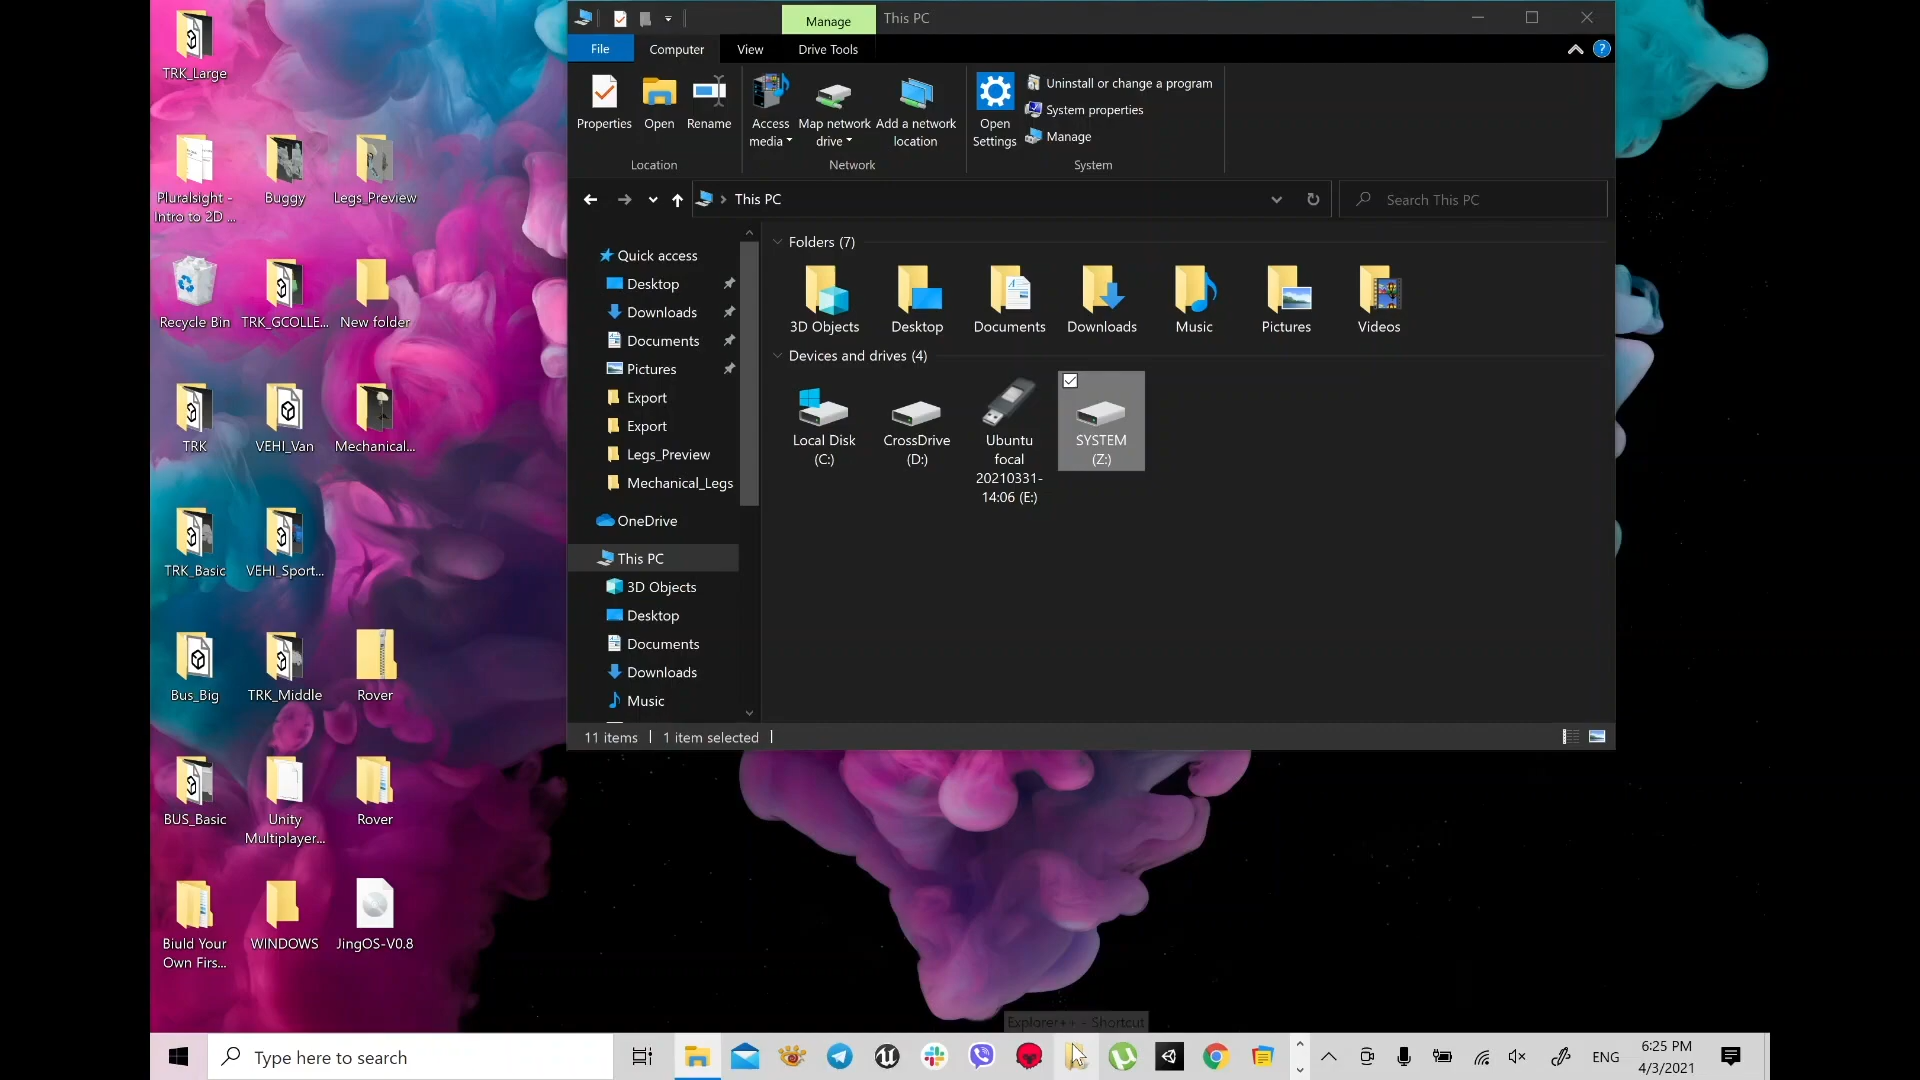 TRK_Large
Pluralsight -
Intro to 2D ...
Buggy
Legs_Preview
Recycle Bin
TRK_GCOLLE...
New folder
TRK
VEHI_Van
Mechanical...
TRK_Basic
VEHI_Sport...
Bus_Big
TRK_Middle
Rover
BUS_Basic
Unity
Multiplayer...
Rover
Biuld Your
Own Firs...
WINDOWS
JingOS-V0.8
Manage
This PC
File
Computer
View
Drive Tools
Properties
Open
Rename
Location
Access
media
Map network
drive
Add a network
location
Network
Open
Settings
Uninstall or change a program
System properties
Manage
System
This PC
Search This PC
Quick access
Desktop
Downloads
Documents
Pictures
Export
Export
Legs_Preview
Mechanical_Legs
OneDrive
This PC
3D Objects
Desktop
Documents
Downloads
Music
Folders (7)
3D Objects
Desktop
Documents
Downloads
Music
Pictures
Videos
Devices and drives (4)
Local Disk
(C:)
CrossDrive
(D:)
Ubuntu
focal
20210331-
14:06 (E:)
SYSTEM
(Z:)
11 items
1 item selected
Explorer++ - Shortcut
Type here to search
ENG
6:25 PM
4/3/2021